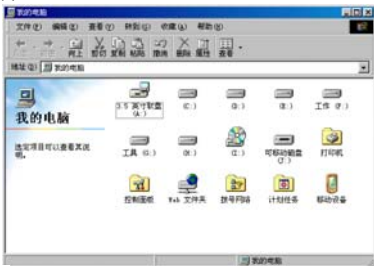 我的电脑
文件(F) 编辑(E) 查看(V) 转到(G) 收藏(A) 帮助(H)
向上 剪切 复制 粘贴 撤消 删除 属性 查看
地址(D) 我的电脑
我的电脑
选定项目可以查看其说明。
3.5 英寸软盘 (A:)
(C:)
工作 (F:)
工具 (G:)
可移动磁盘
打印机
控制面板
Web 文件夹
拨号网络
计划任务
移动设备
我的电脑